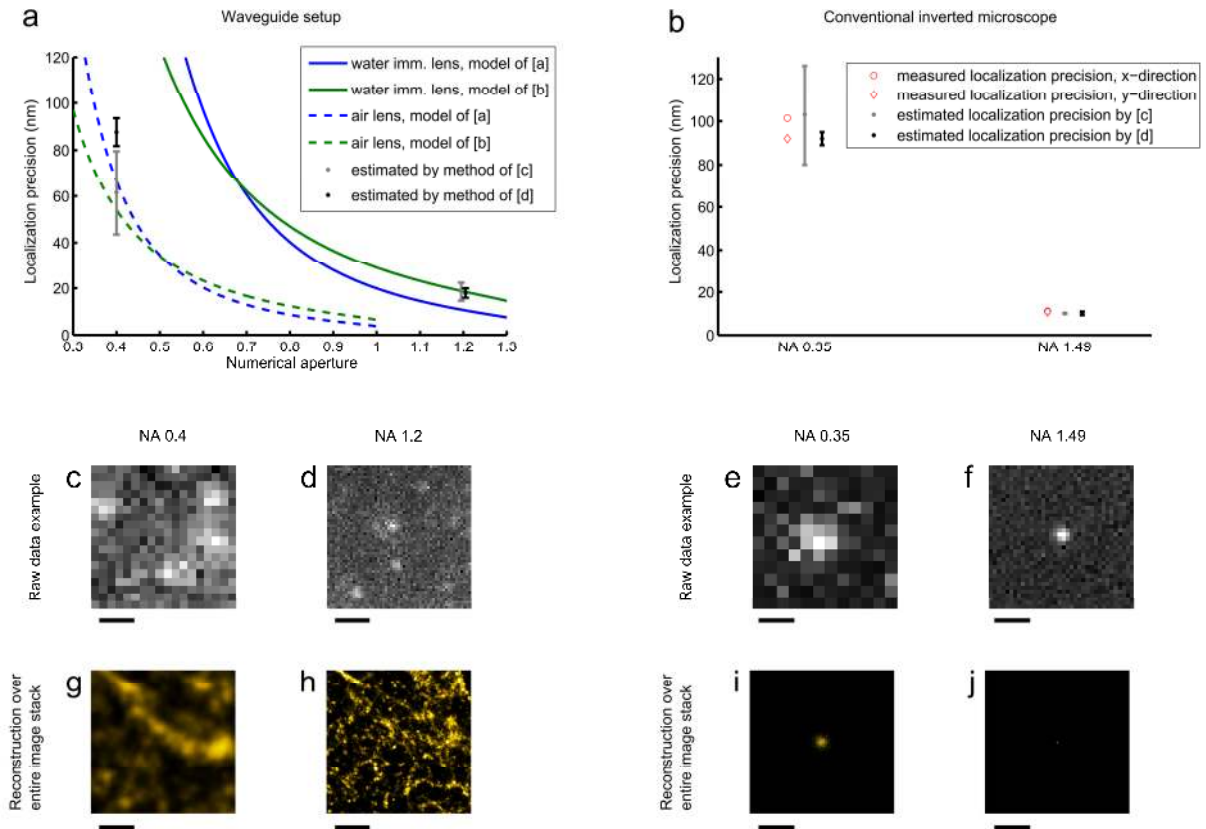 a
Waveguide setup
120
100
80
60
40
20
0
Localization precision (nm)
0.3 0.4 0.5 0.6 0.7 0.8 0.9 1 1.1 1.2 1.3
Numerical aperture
water imm. lens, model of [a]
water imm. lens, model of [b]
air lens, model of [a]
air lens, model of [b]
estimated by method of [c]
estimated by method of [d]
b
Conventional inverted microscope
120
100
80
60
40
20
0
Localization precision (nm)
NA 0.35 NA 1.49
measured localization precision, x-direction
measured localization precision, y-direction
estimated localization precision by [c]
estimated localization precision by [d]
NA 0.4 NA 1.2
Raw data example
c d
Reconstruction over
entire image stack
g h
NA 0.35 NA 1.49
Raw data example
e f
Reconstruction over
entire image stack
i j